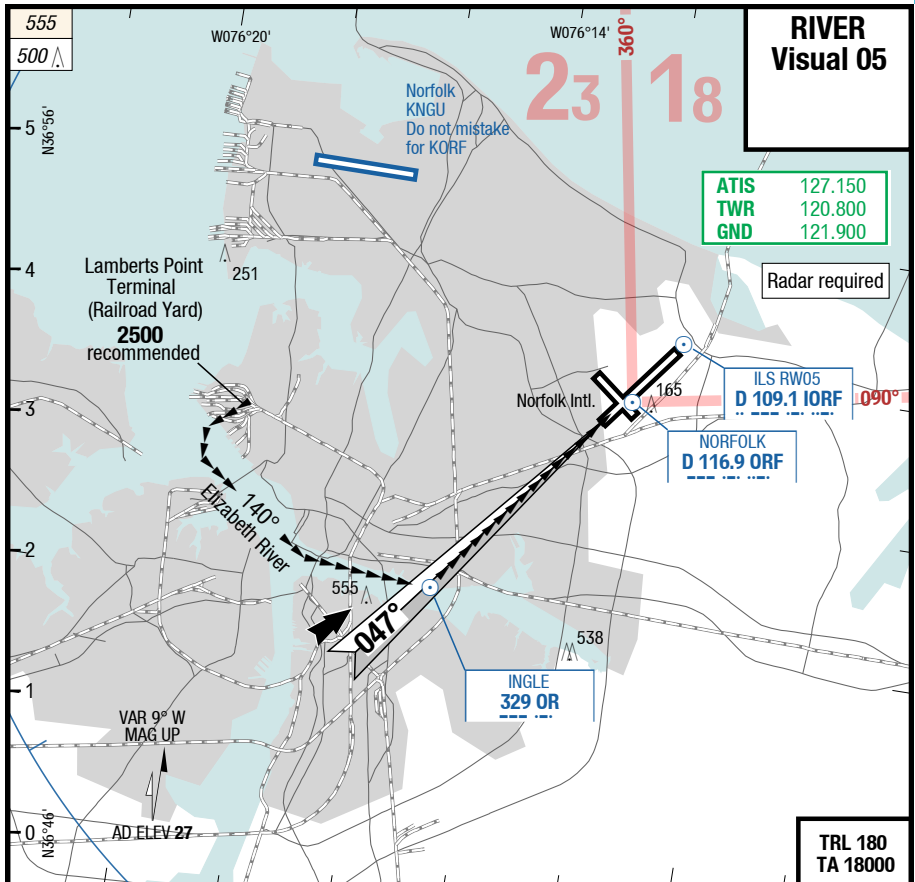 555
500
W076°20'
W076°14'
360°
RIVER
Visual 05
23
18
N36°56'
5
Norfolk
KNGU
Do not mistake
for KORF
ATIS 127.150
TWR 120.800
GND 121.900
4
251
Radar required
Lamberts Point
Terminal
(Railroad Yard)
2500
recommended
ILS RW05
D 109.1 IORF
090°
165
Norfolk Intl.
3
NORFOLK
D 116.9 ORF
140°
Elizabeth River
2
555
047°
538
INGLE
329 OR
1
VAR 9° W
MAG UP
AD ELEV 27
0
N36°46'
TRL 180
TA 18000